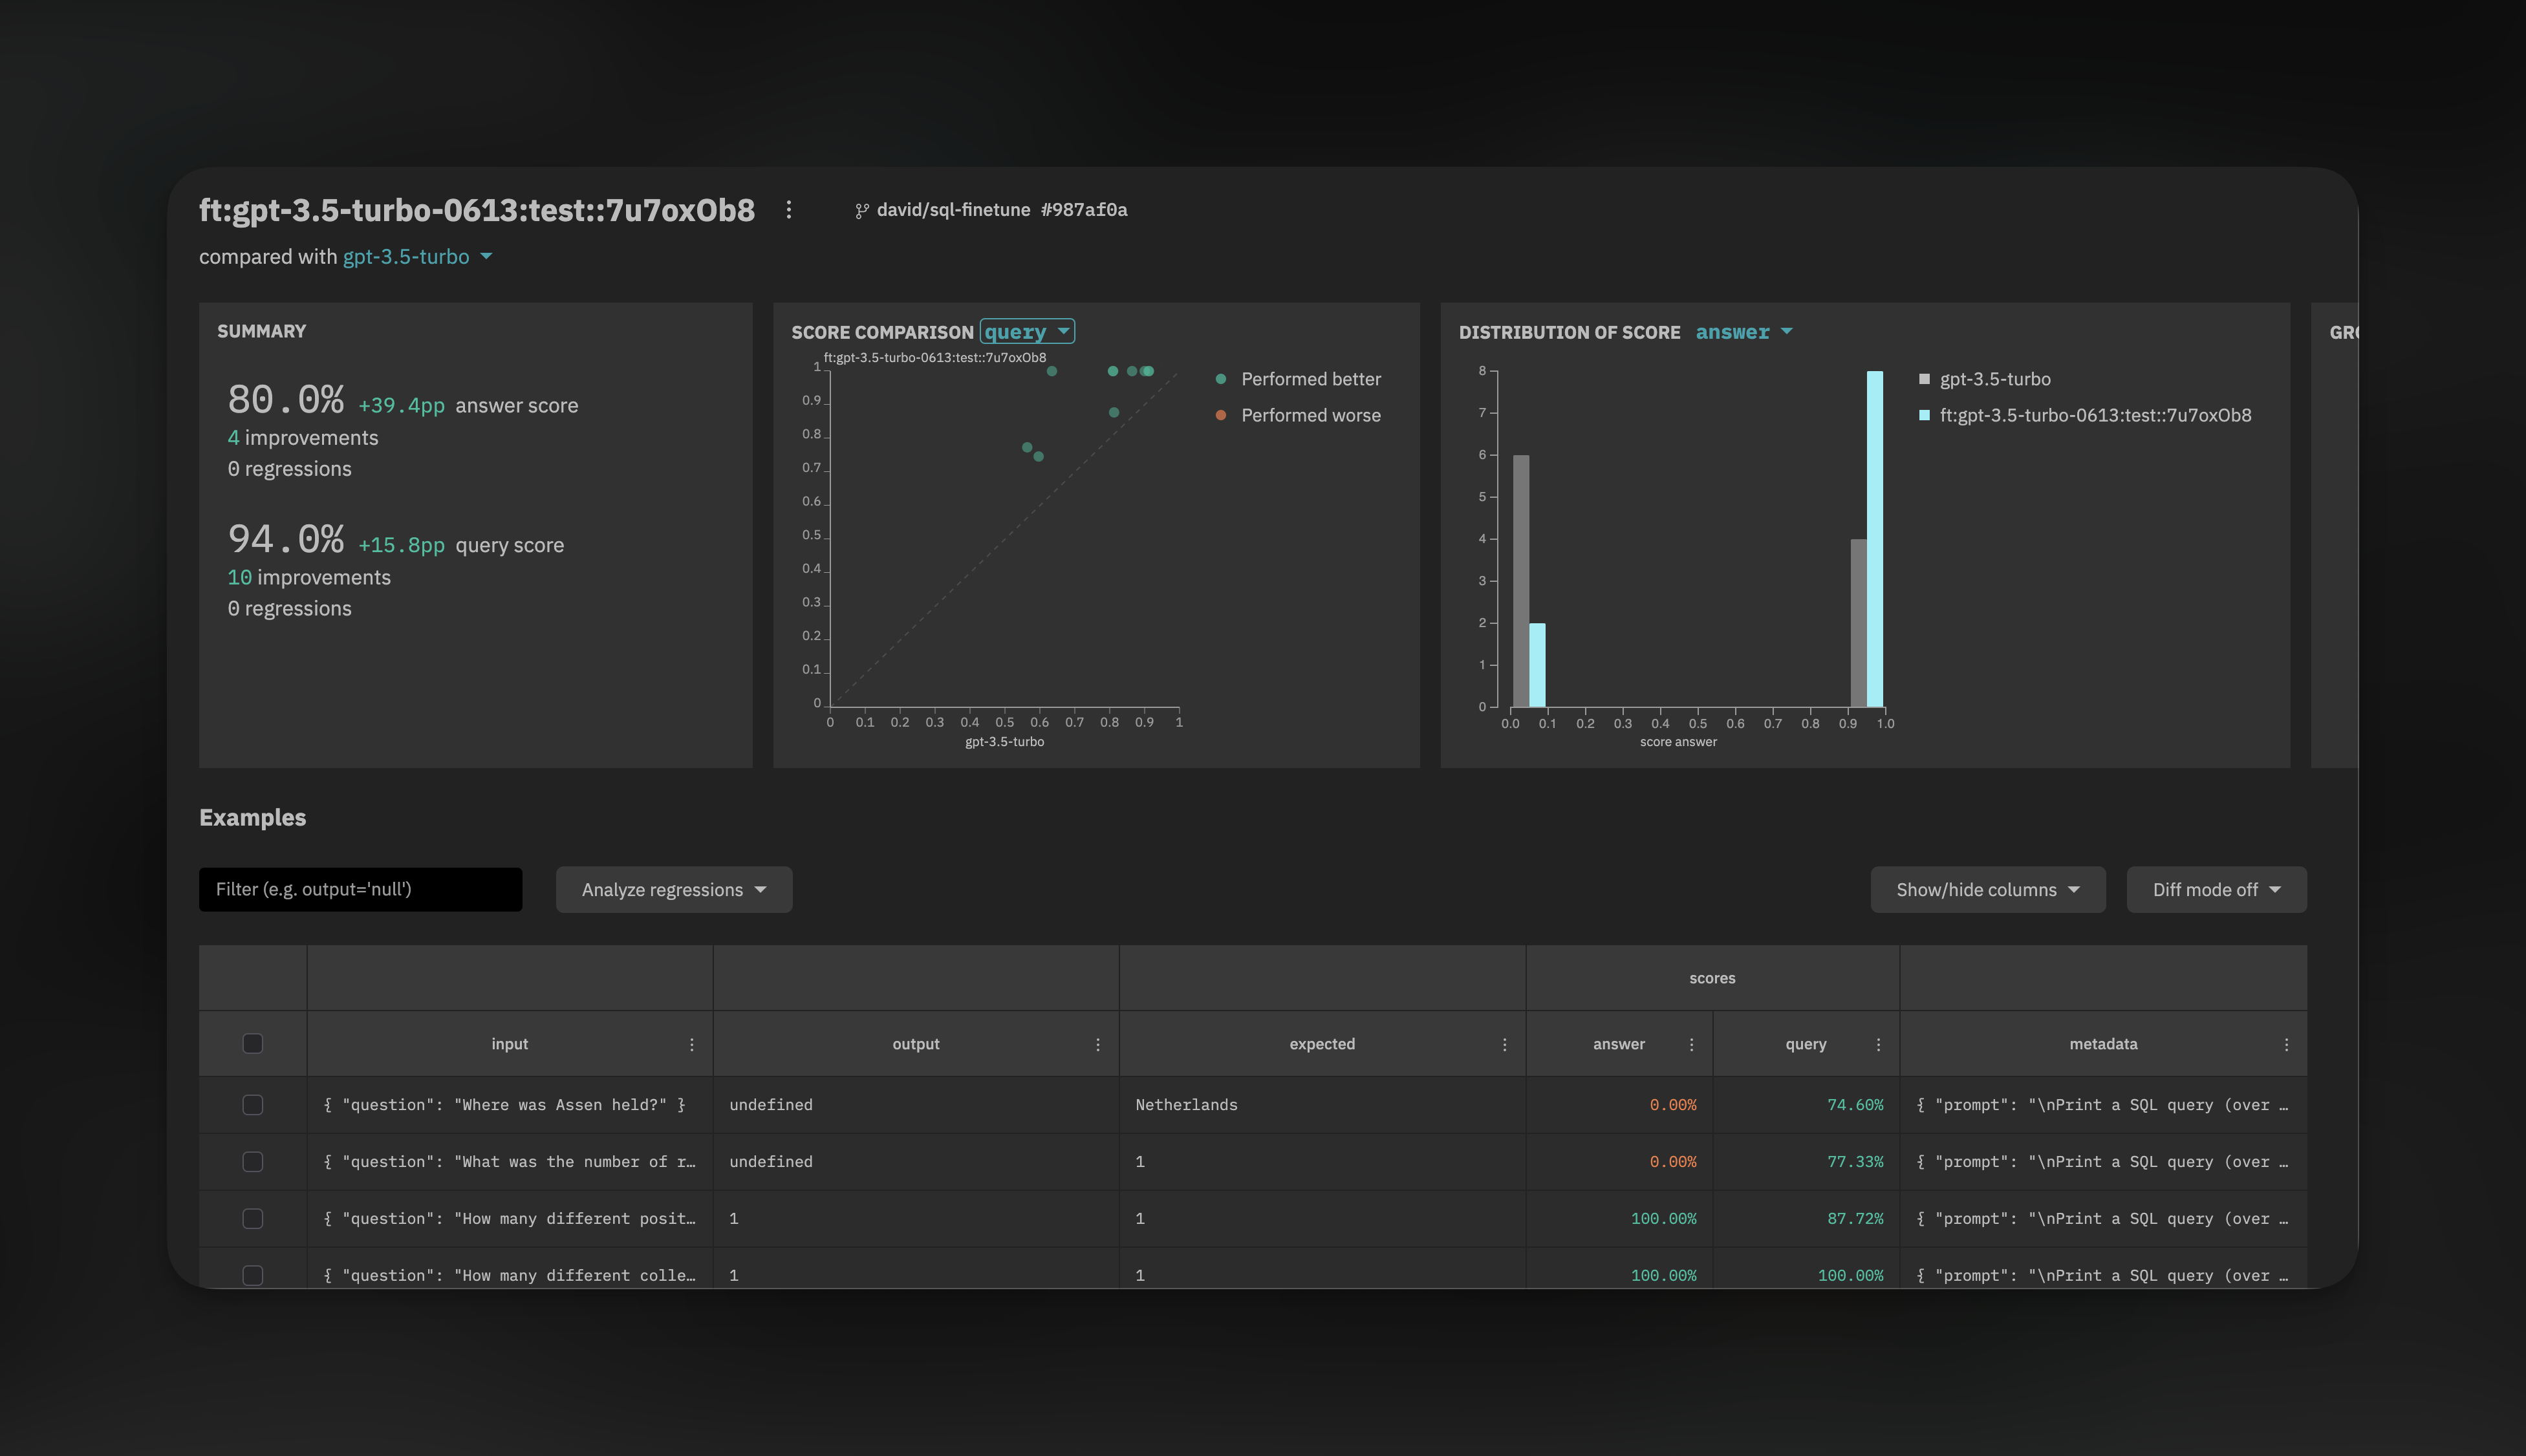 ft:gpt-3.5-turbo-0613:test::7u7oxOb8
david/sql-finetune #987af0a
compared with gpt-3.5-turbo
SUMMARY
80.0% +39.4pp answer score
4 improvements
0 regressions
94.0% +15.8pp query score
10 improvements
0 regressions
SCORE COMPARISON query
ft:gpt-3.5-turbo-0613:test::7u7oxOb8
1
0.9
0.8
0.7
0.6
0.5
0.4
0.3
0.2
0.1
0
0 0.1 0.2 0.3 0.4 0.5 0.6 0.7 0.8 0.9 1
gpt-3.5-turbo
Performed better
Performed worse
DISTRIBUTION OF SCORE answer
8
7
6
5
4
3
2
1
0
0.0 0.1 0.2 0.3 0.4 0.5 0.6 0.7 0.8 0.9 1.0
score answer
gpt-3.5-turbo
ft:gpt-3.5-turbo-0613:test::7u7oxOb8
Examples
Filter (e.g. output='null')
Analyze regressions
Show/hide columns
Diff mode off
scores
input output expected answer query metadata
{ "question": "Where was Assen held?" } undefined Netherlands 0.00% 74.60% { "prompt": "\nPrint a SQL query (over …
{ "question": "What was the number of r… undefined 1 0.00% 77.33% { "prompt": "\nPrint a SQL query (over …
{ "question": "How many different posit… 1 1 100.00% 87.72% { "prompt": "\nPrint a SQL query (over …
{ "question": "How many different colle… 1 1 100.00% 100.00% { "prompt": "\nPrint a SQL query (over …